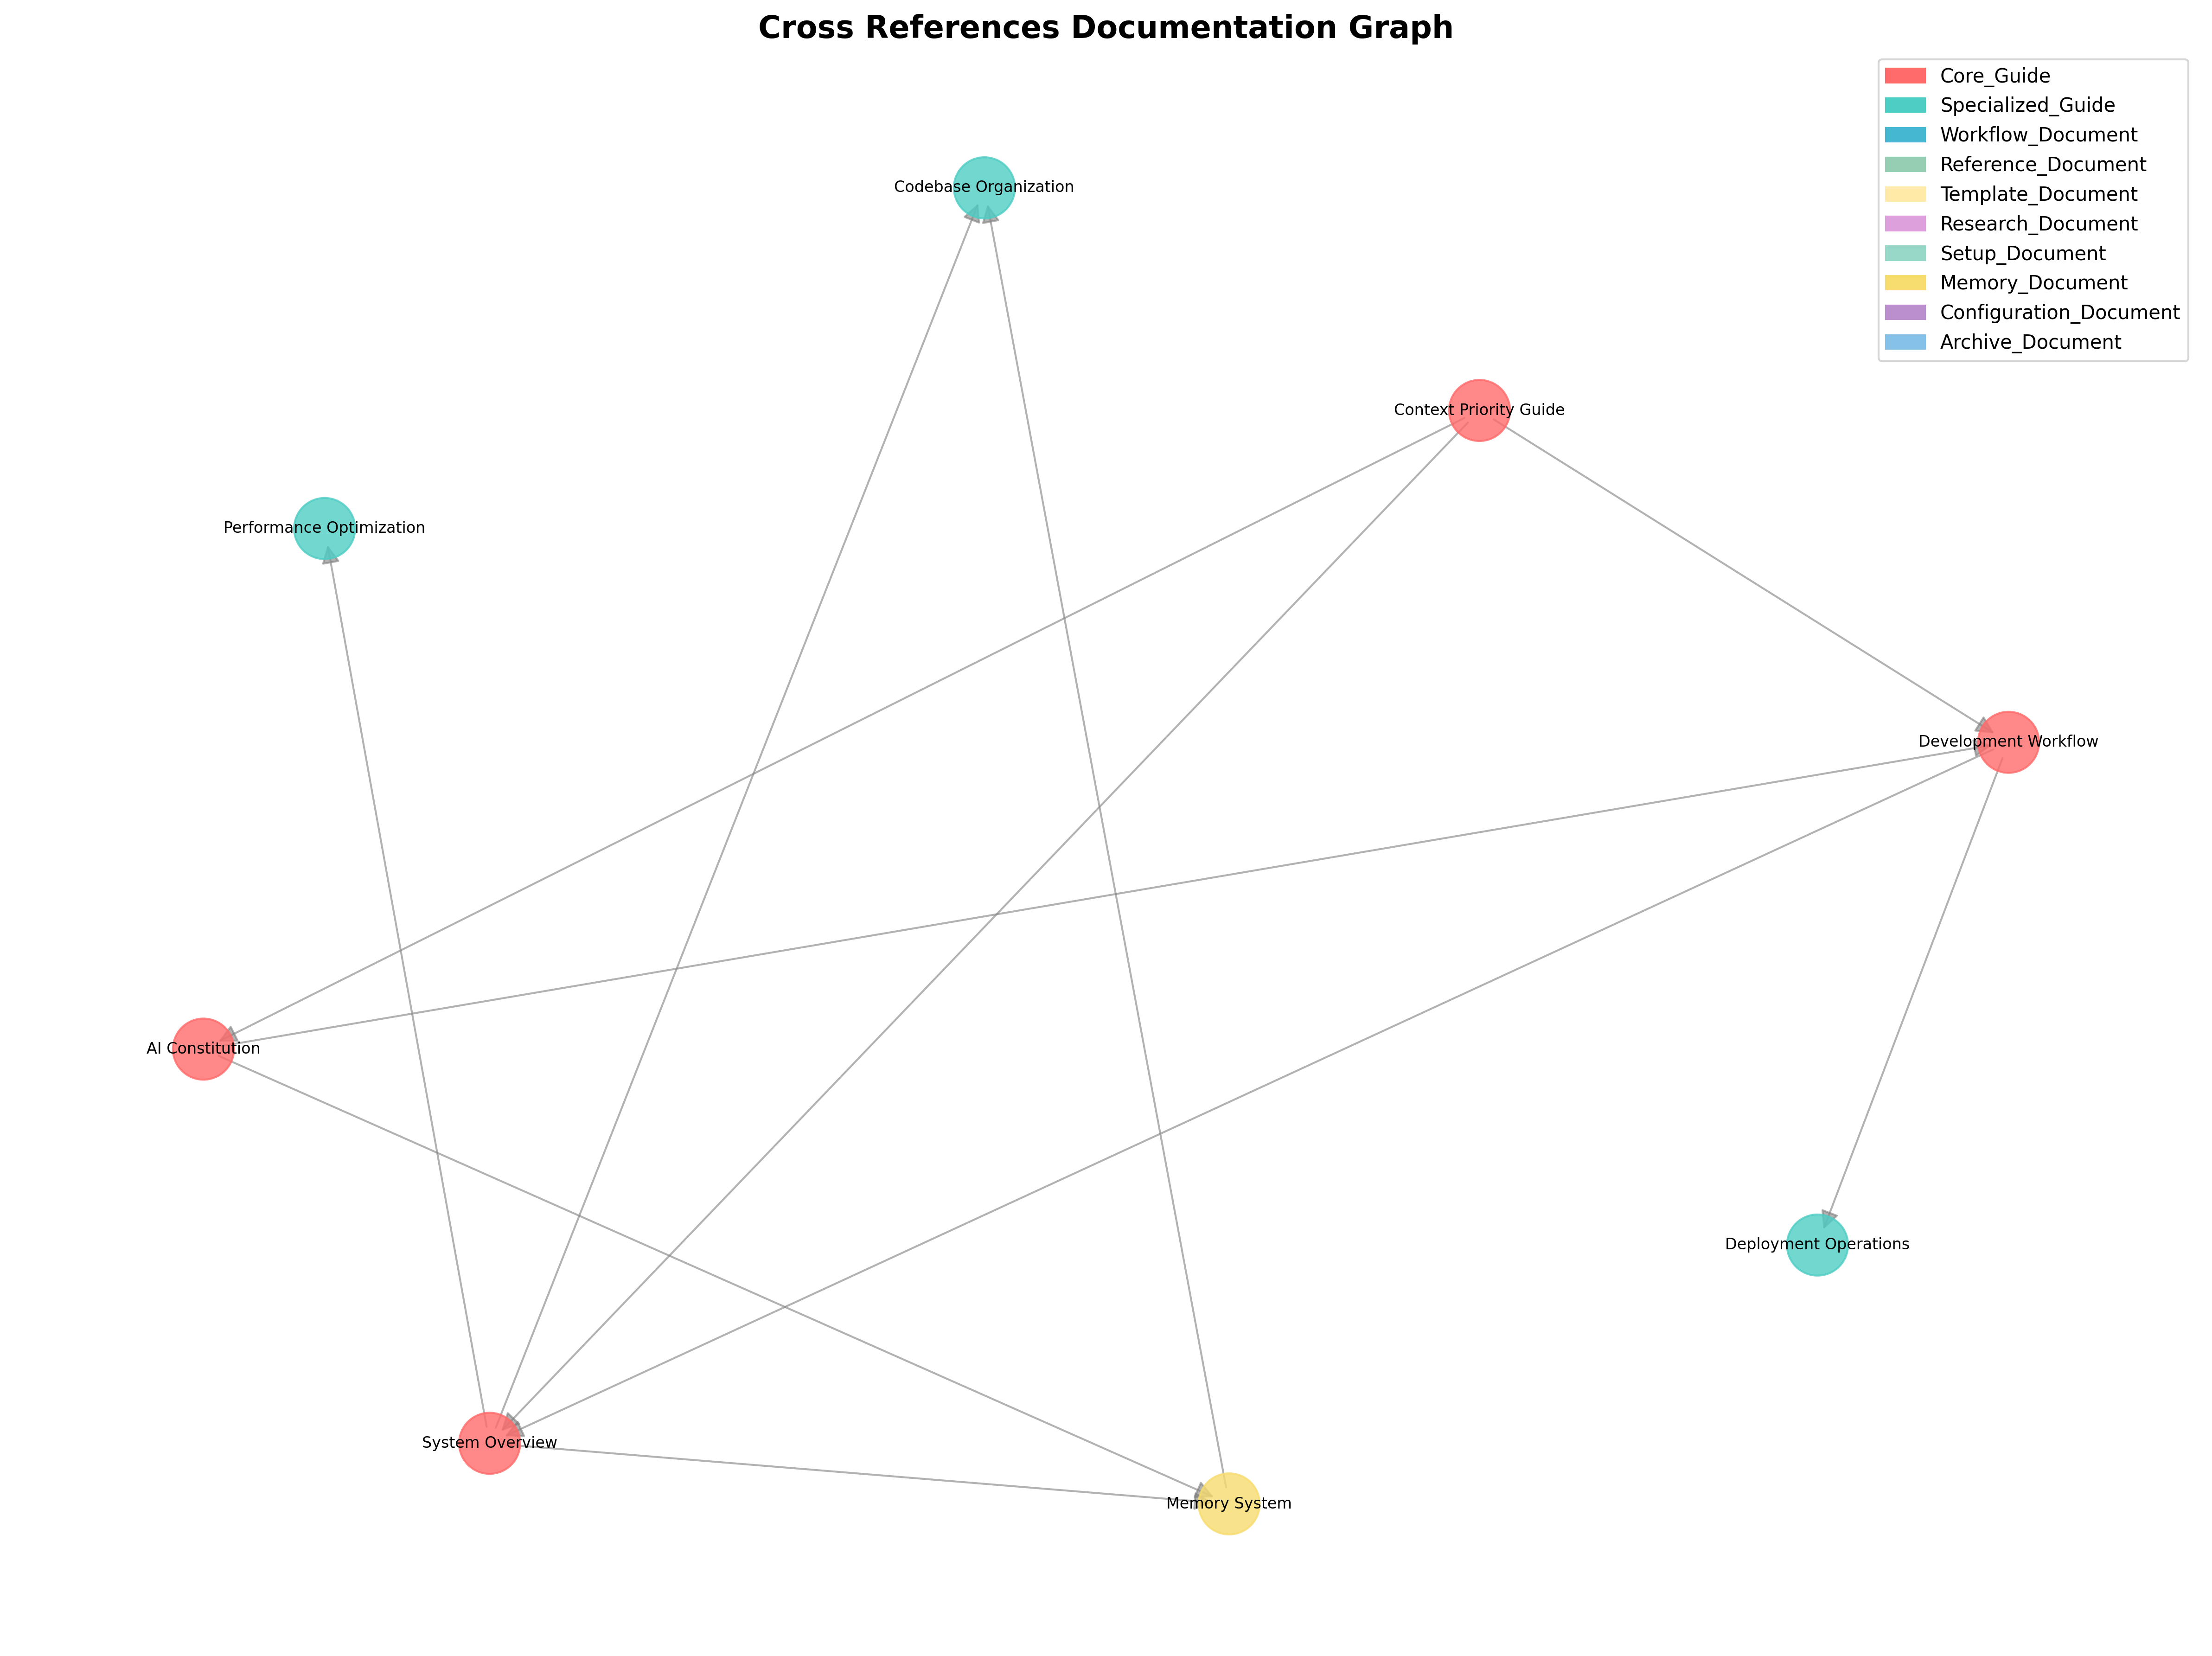 Cross References Documentation Graph
Core_Guide
Specialized_Guide
Workflow_Document
Reference_Document
Template_Document
Research_Document
Setup_Document
Memory_Document
Configuration_Document
Archive_Document
Codebase Organization
Context Priority Guide
Performance Optimization
Development Workflow
AI Constitution
Deployment Operations
System Overview
Memory System